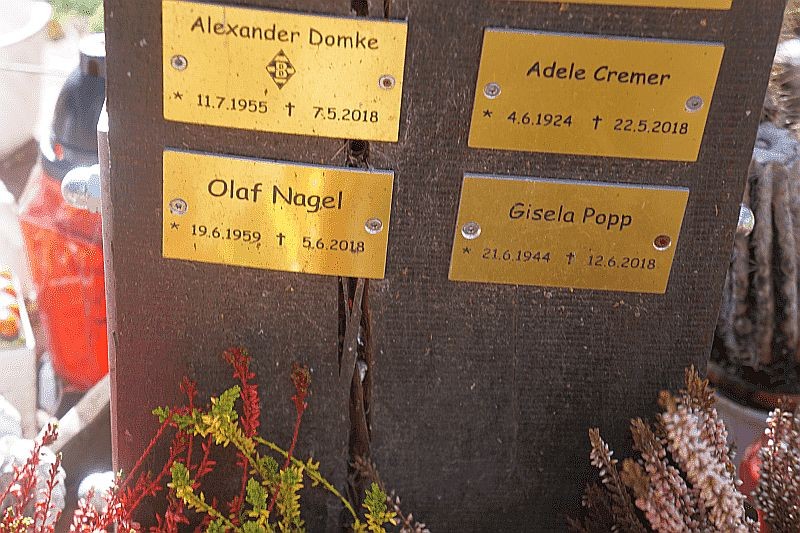 Alexander Domke
B
* 11.7.1955 † 7.5.2018
Adele Cremer
* 4.6.1924 † 22.5.2018
Olaf Nagel
* 19.6.1959 † 5.6.2018
Gisela Popp
* 21.6.1944 † 12.6.2018